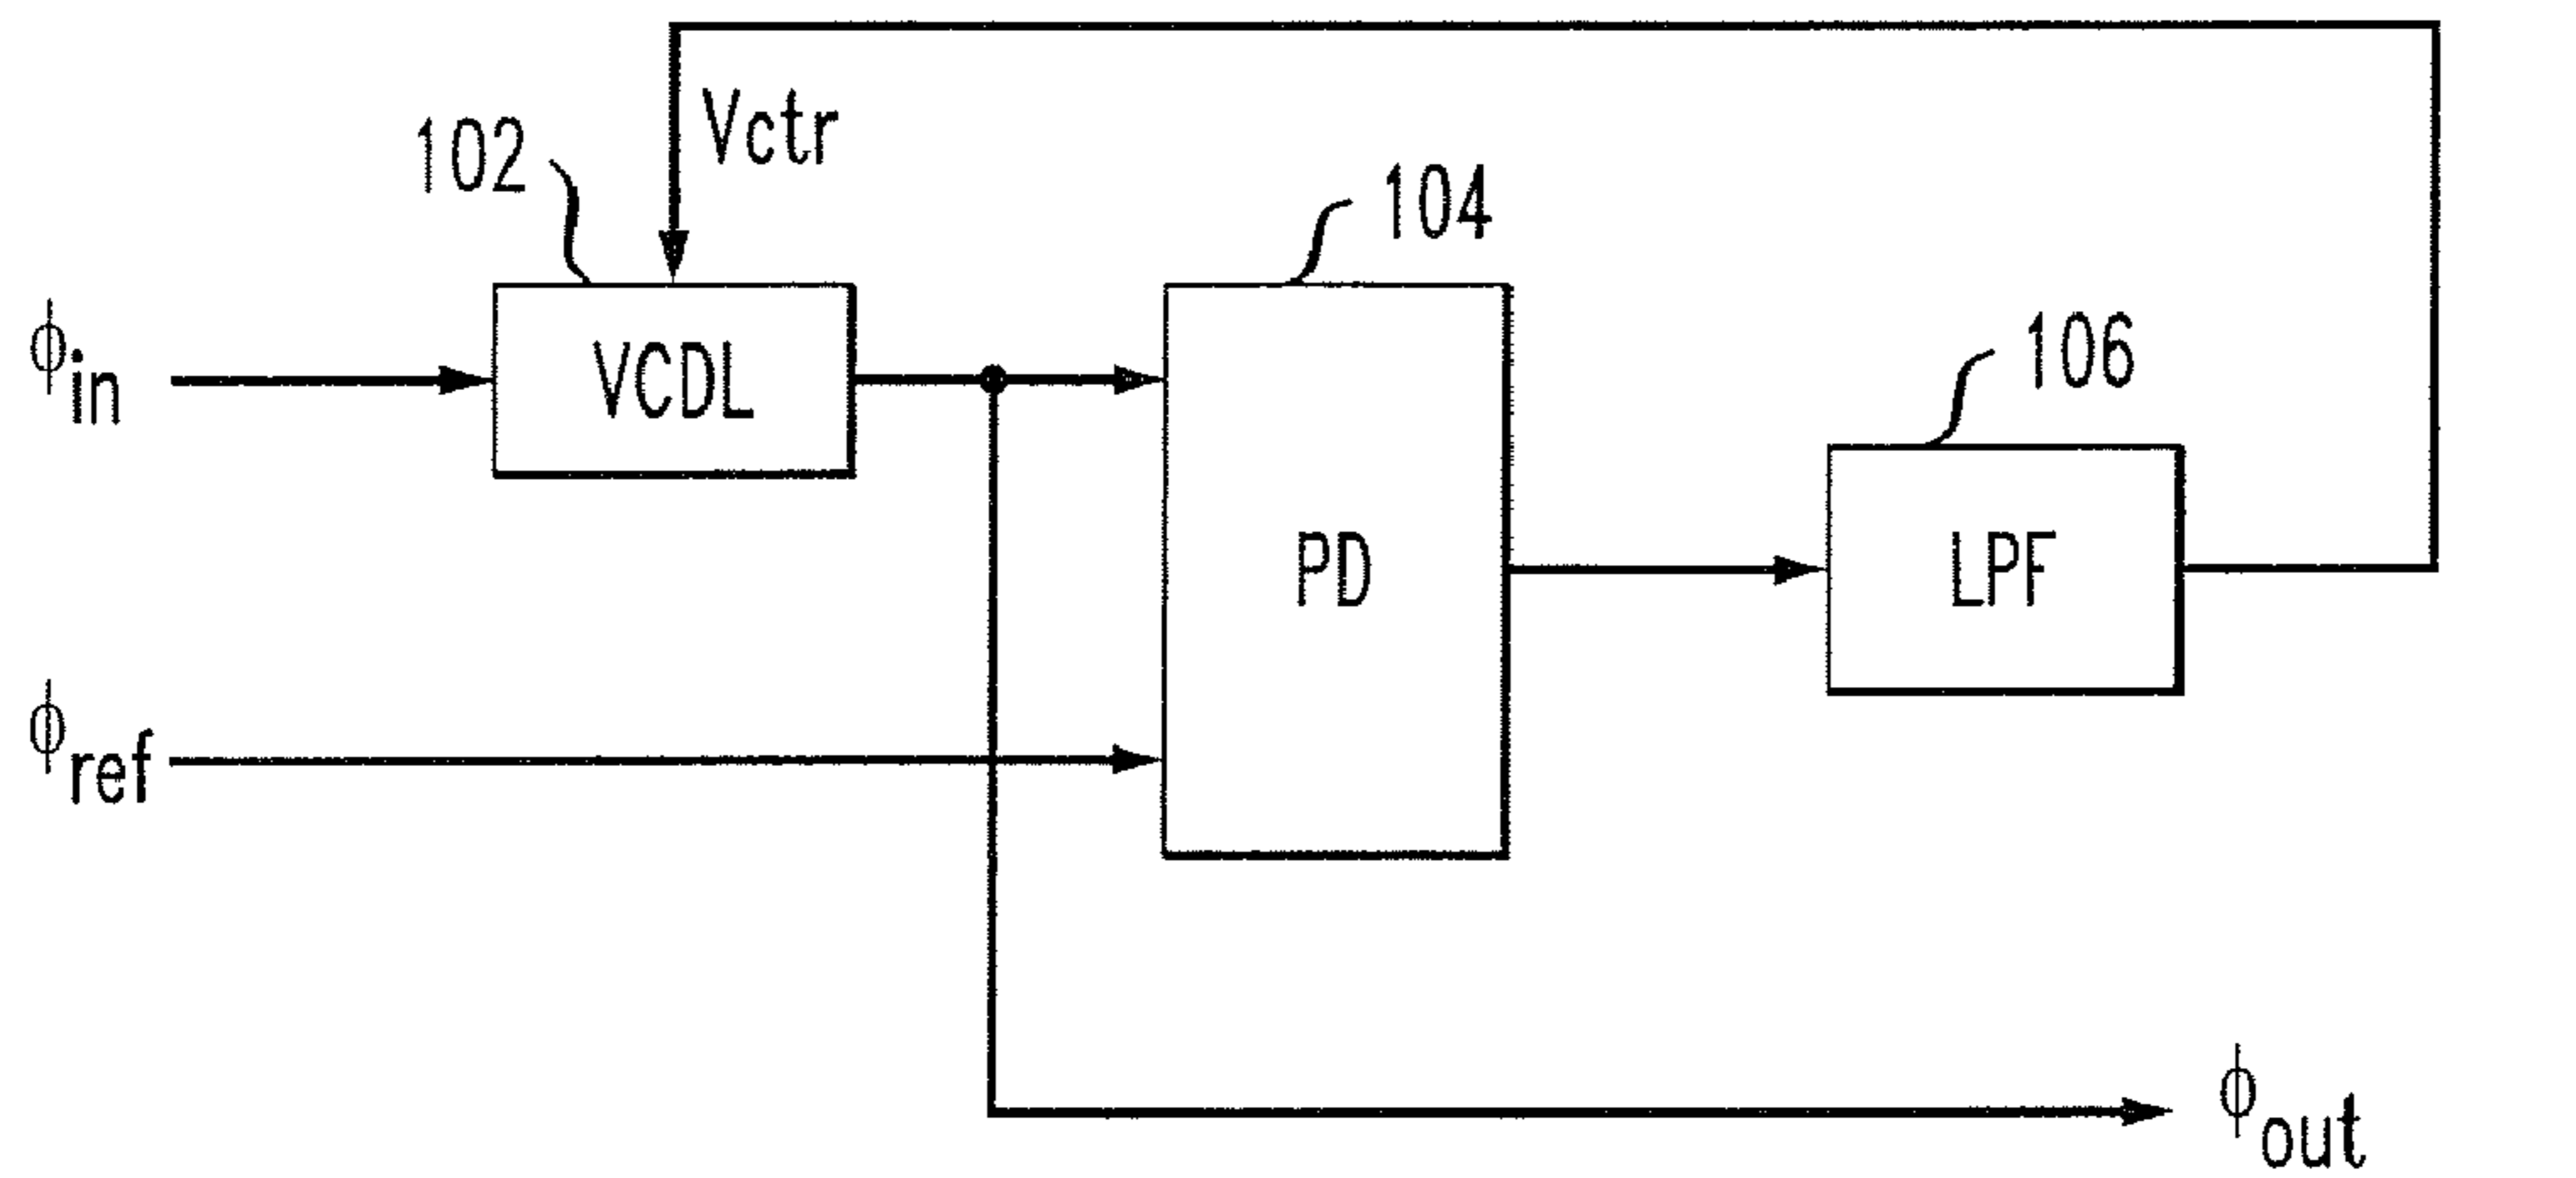 Vctr
102
104
ϕin
VCDL
106
PD
LPF
ϕref
ϕout